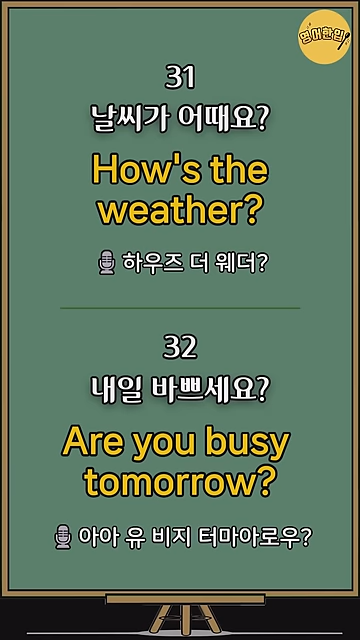 영어한입
31
날씨가 어때요?
How's the
weather?
하우즈 더 웨더?
32
내일 바쁘세요?
Are you busy
tomorrow?
아아 유 비지 터마아로우?